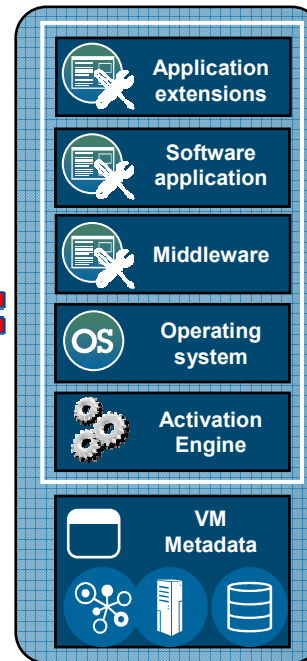 Application
extensions
Software
application
Middleware
OS
Operating
system
Activation
Engine
VM
Metadata